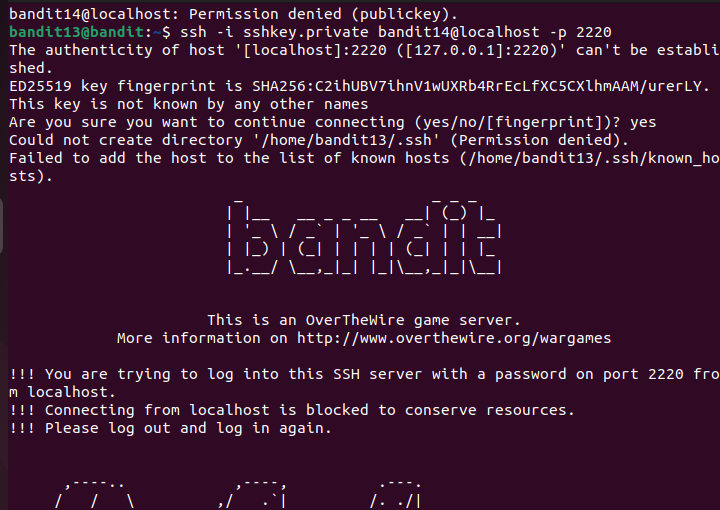 bandit14@localhost: Permission denied (publickey).
bandit13@bandit:~$ ssh -i sshkey.private bandit14@localhost -p 2220
The authenticity of host '[localhost]:2220 ([127.0.0.1]:2220)' can't be establi
shed.
ED25519 key fingerprint is SHA256:C2ihUBV7ihnV1wUXRb4RrEcLfXC5CXlhmAAM/urerLY.
This key is not known by any other names
Are you sure you want to continue connecting (yes/no/[fingerprint])? yes
Could not create directory '/home/bandit13/.ssh' (Permission denied).
Failed to add the host to the list of known hosts (/home/bandit13/.ssh/known_ho
sts).
bandit
This is an OverTheWire game server.
More information on http://www.overthewire.org/wargames
!!! You are trying to log into this SSH server with a password on port 2220 fro
m localhost.
!!! Connecting from localhost is blocked to conserve resources.
!!! Please log out and log in again.